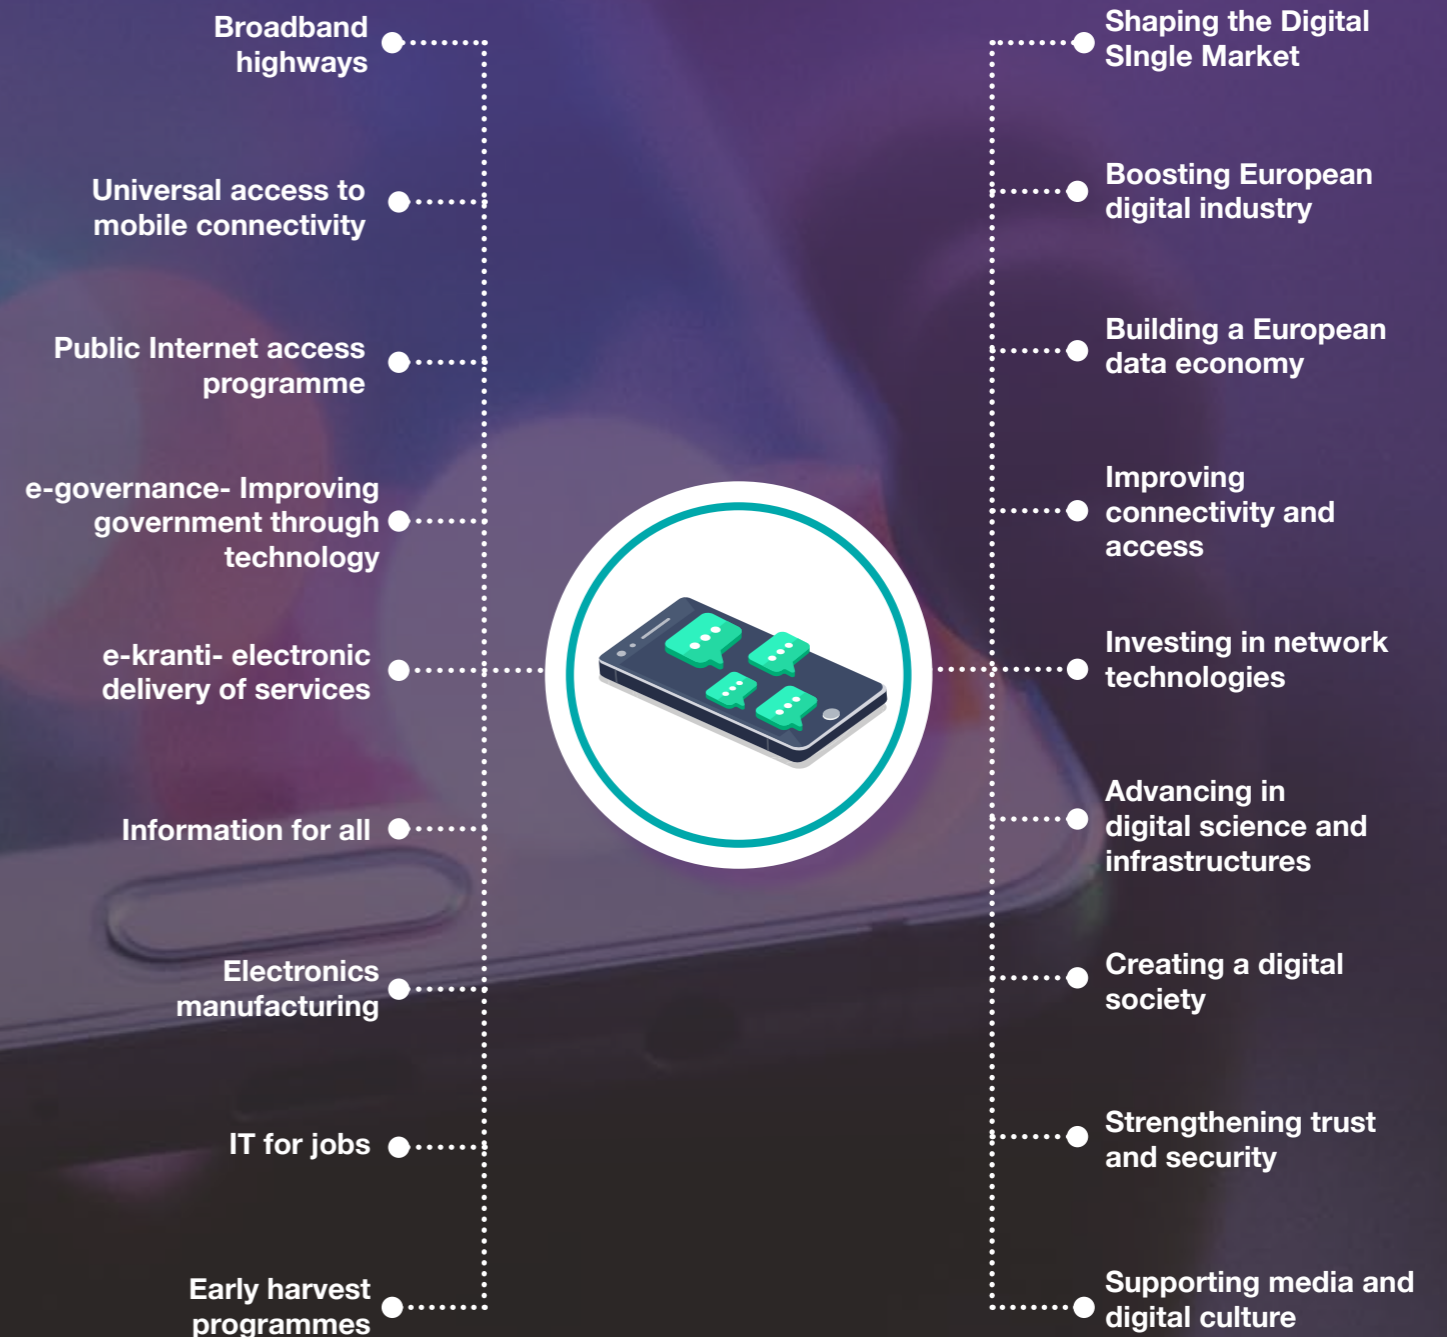 Broadband
highways
Universal access to
mobile connectivity
Public Internet access
programme
e-governance- Improving
government through
technology
e-kranti- electronic
delivery of services
Information for all
Electronics
manufacturing
IT for jobs
Early harvest
programmes
Shaping the Digital
SIngle Market
Boosting European
digital industry
Building a European
data economy
Improving
connectivity and
access
Investing in network
technologies
Advancing in
digital science and
infrastructures
Creating a digital
society
Strengthening trust
and security
Supporting media and
digital culture